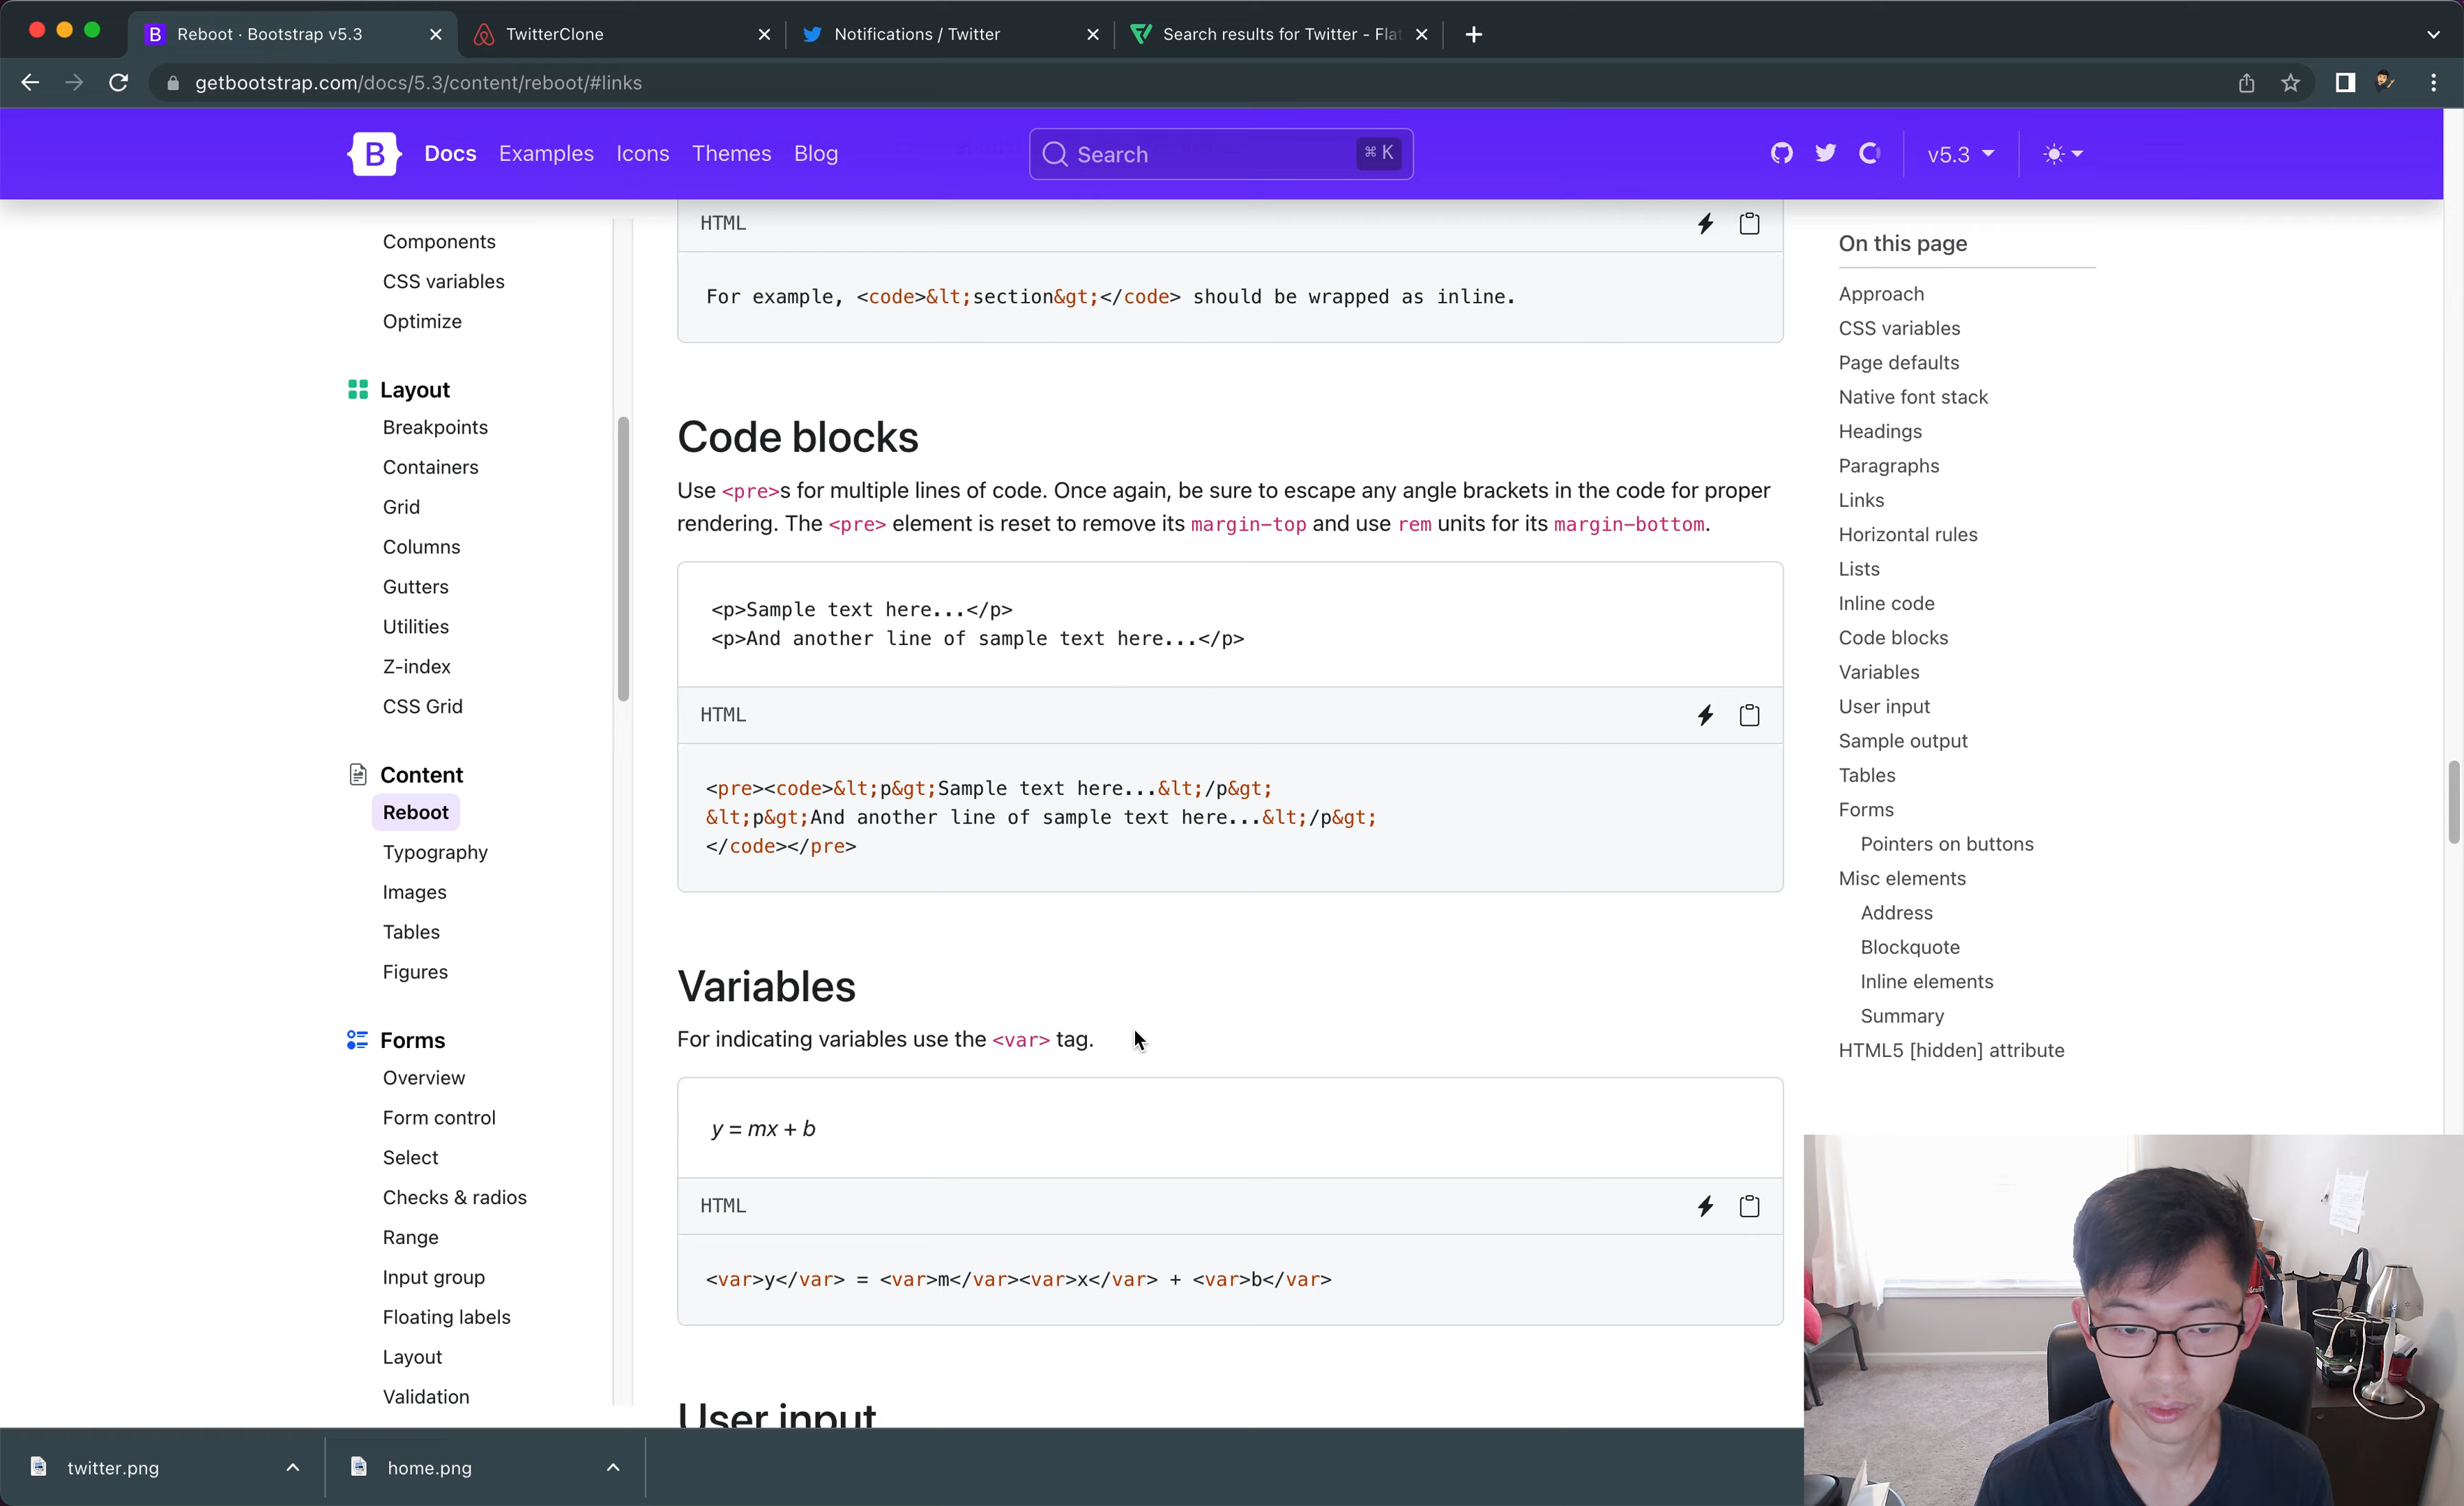 Reboot · Bootstrap v5.3
TwitterClone
Notifications / Twitter
Search results for Twitter - Flat
getbootstrap.com/docs/5.3/content/reboot/#links
B
Docs
Examples
Icons
Themes
Blog
Search
⌘ K
v5.3
Components
CSS variables
Optimize
Layout
Breakpoints
Containers
Grid
Columns
Gutters
Utilities
Z-index
CSS Grid
Content
Reboot
Typography
Images
Tables
Figures
Forms
Overview
Form control
Select
Checks & radios
Range
Input group
Floating labels
Layout
Validation
HTML
For example, <code>&lt;section&gt;</code> should be wrapped as inline.
Code blocks
Use <pre>s for multiple lines of code. Once again, be sure to escape any angle brackets in the code for proper
rendering. The <pre> element is reset to remove its margin-top and use rem units for its margin-bottom.
<p>Sample text here...</p>
<p>And another line of sample text here...</p>
HTML
<pre><code>&lt;p&gt;Sample text here...&lt;/p&gt;
&lt;p&gt;And another line of sample text here...&lt;/p&gt;
</code></pre>
Variables
For indicating variables use the <var> tag.
y = mx + b
HTML
<var>y</var> = <var>m</var><var>x</var> + <var>b</var>
User input
On this page
Approach
CSS variables
Page defaults
Native font stack
Headings
Paragraphs
Links
Horizontal rules
Lists
Inline code
Code blocks
Variables
User input
Sample output
Tables
Forms
Pointers on buttons
Misc elements
Address
Blockquote
Inline elements
Summary
HTML5 [hidden] attribute
twitter.png
home.png